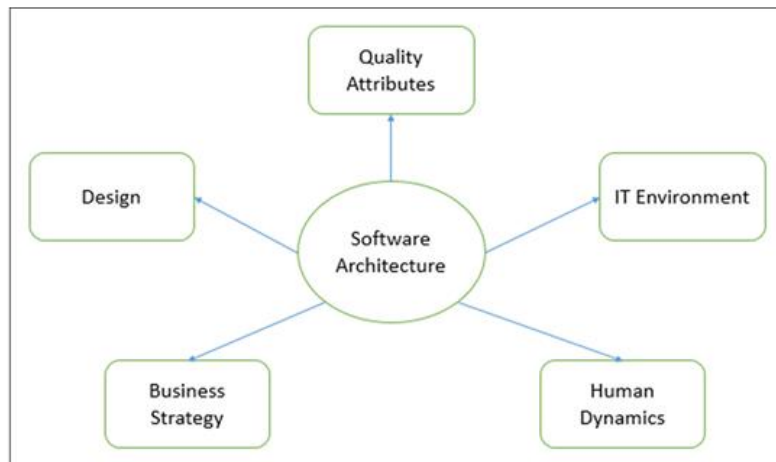 Quality
Attributes
Design
IT Environment
Software
Architecture
Business
Strategy
Human
Dynamics